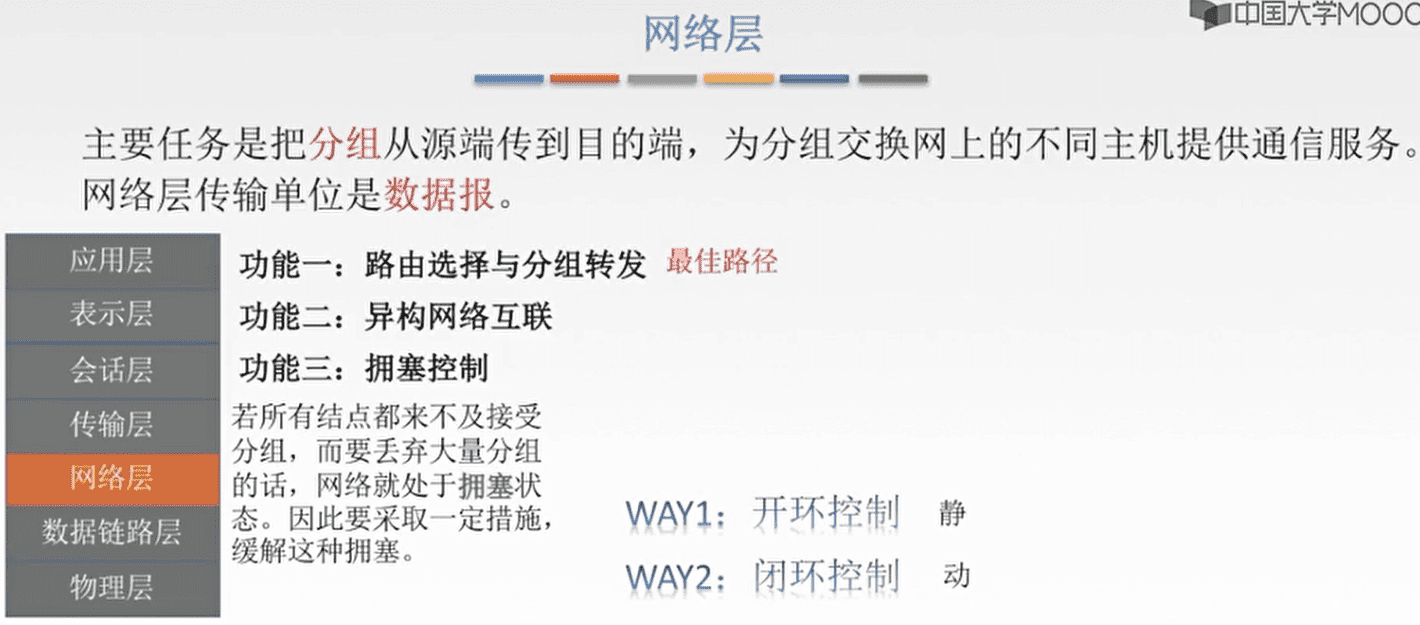 中国大学MOOC
网络层
主要任务是把分组从源端传到目的端，为分组交换网上的不同主机提供通信服务。
网络层传输单位是数据报。
应用层
表示层
会话层
传输层
网络层
数据链路层
物理层
功能一：路由选择与分组转发 最佳路径
功能二：异构网络互联
功能三：拥塞控制
若所有结点都来不及接受
分组，而要丢弃大量分组
的话，网络就处于拥塞状
态。因此要采取一定措施，
缓解这种拥塞。
WAY1：开环控制 静
WAY2：闭环控制 动